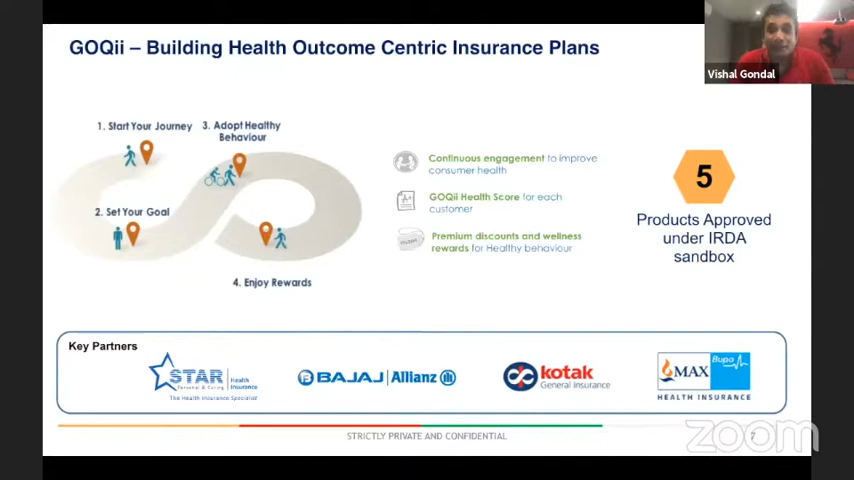 GOQii – Building Health Outcome Centric Insurance Plans
Vishal Gondal
1. Start Your Journey
3. Adopt Healthy
Behaviour
2. Set Your Goal
4. Enjoy Rewards
Continuous engagement to improve
consumer health
A+
GOQii Health Score for each
customer
Premium discounts and wellness
rewards for Healthy behaviour
5
Products Approved
under IRDA
sandbox
Key Partners
STAR Health
Insurance
Personal & Caring
The Health Insurance Specialist
BAJAJ Allianz
kotak
General Insurance
MAX Bupa
HEALTH INSURANCE
STRICTLY PRIVATE AND CONFIDENTIAL
7
zoom